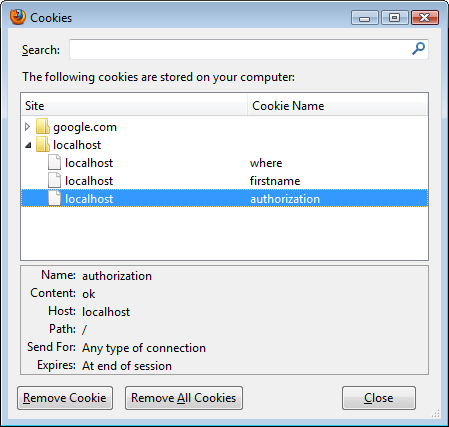 Cookies
Search:
The following cookies are stored on your computer:
Site Cookie Name
google.com
localhost
localhost where
localhost firstname
localhost authorization
Name: authorization
Content: ok
Host: localhost
Path: /
Send For: Any type of connection
Expires: At end of session
Remove Cookie Remove All Cookies Close